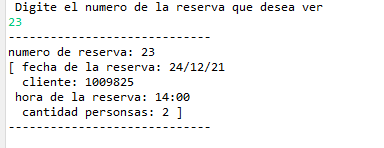 Digite el numero de la reserva que desea ver
23
----------------------------
numero de reserva: 23
[ fecha de la reserva: 24/12/21
cliente: 1009825
hora de la reserva: 14:00
cantidad personsas: 2 ]
----------------------------